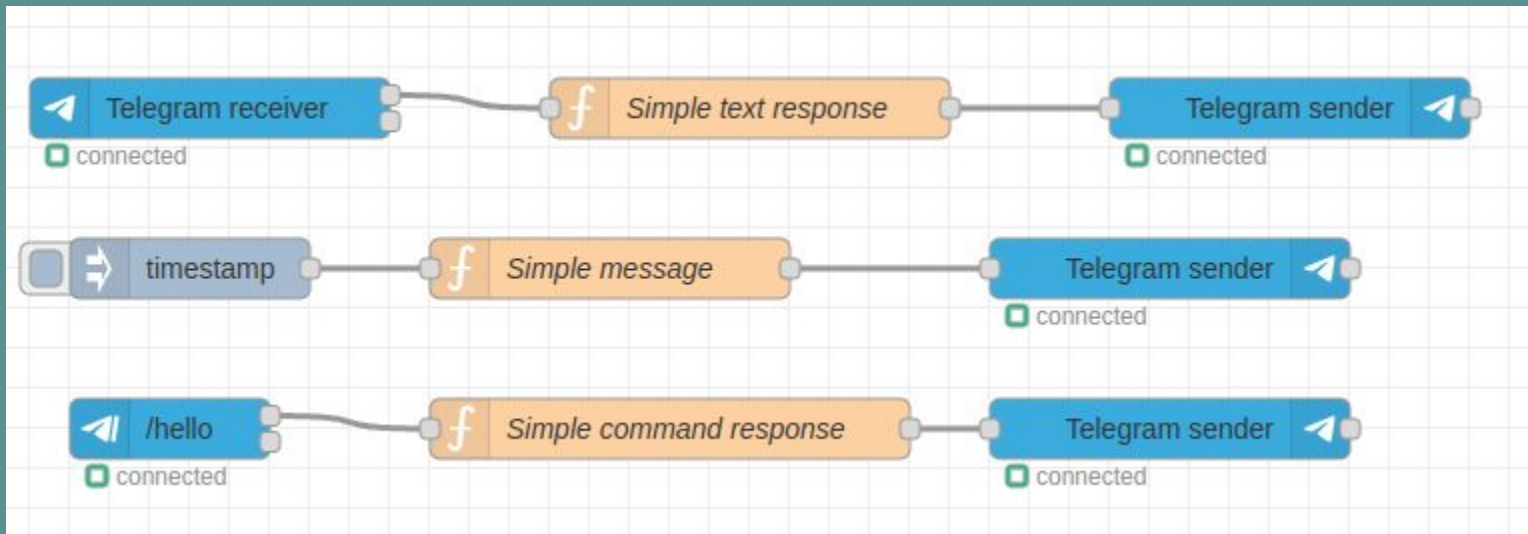 Telegram receiver
Simple text response
Telegram sender
connected
connected
timestamp
Simple message
Telegram sender
connected
/hello
Simple command response
Telegram sender
connected
connected